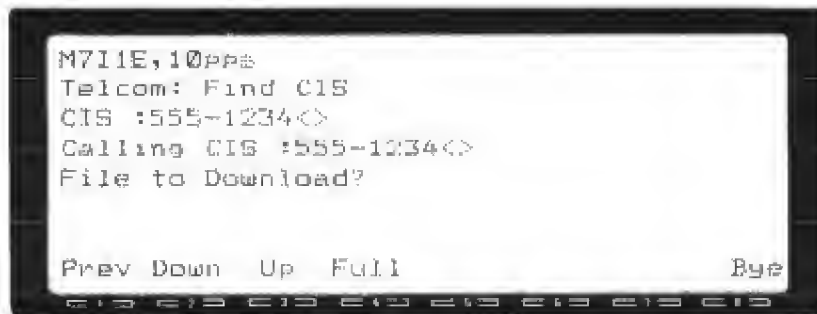 M7I1E,10pps
Telcom: Find CIS
CIS :555-1234<>
Calling CIS :555-1234<>
File to Download?
Prev Down Up Full Bye